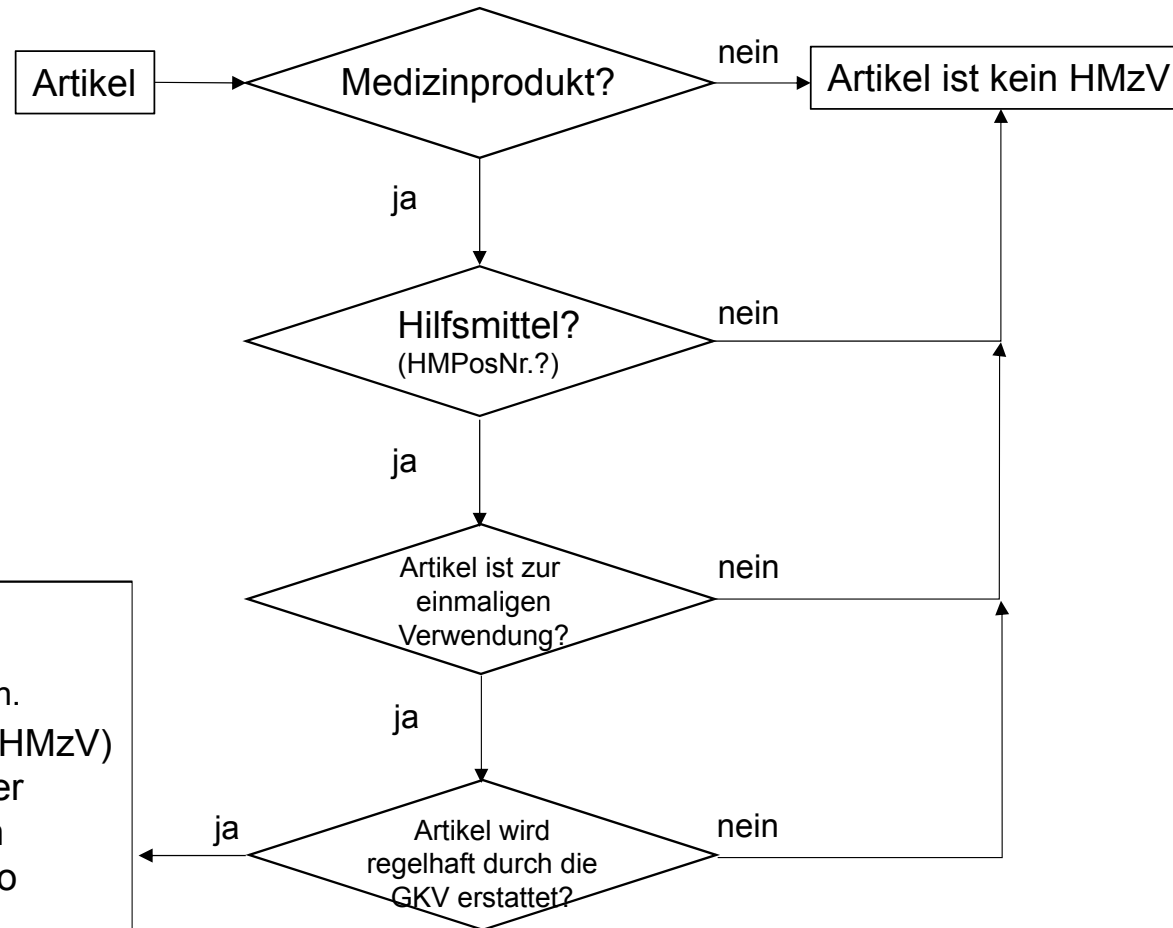 Artikel
Medizinprodukt?
nein
Artikel ist kein HMzV
ja
Hilfsmittel?
(HMPosNr.?)
nein
ja
Artikel ist zur
einmaligen
Verwendung?
nein
ja
Artikel wird
regelhaft durch die
GKV erstattet?
nein
ja
HMzV)